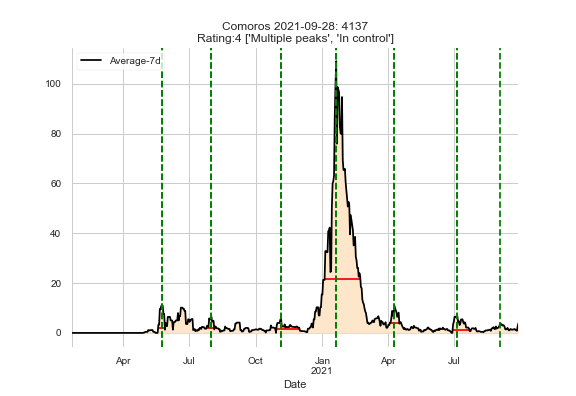 Comoros 2021-09-28: 4137
Rating:4 ['Multiple peaks', 'In control']
Average-7d
100
80
60
40
20
0
Apr Jul Oct Jan Apr Jul
2021
Date